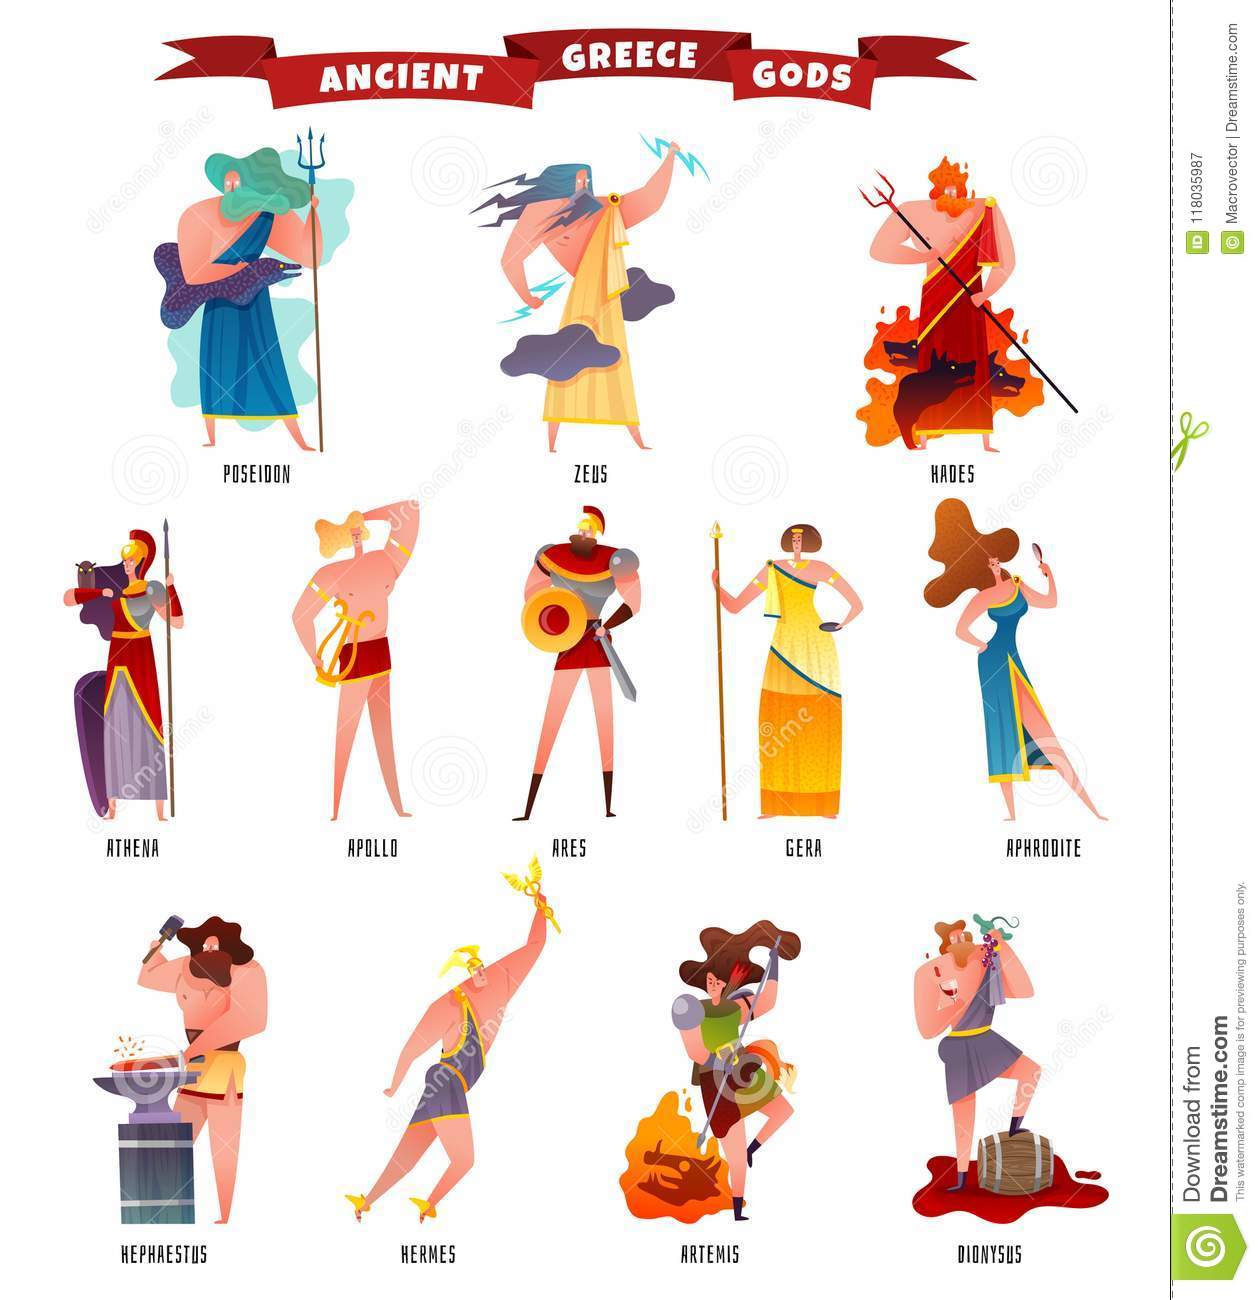 ANCIENT GREECE GODS
POSEIDON
ZEUS
HADES
ATHENA
APOLLO
ARES
GERA
APHRODITE
HEPHAESTUS
HERMES
ARTEMIS
DIONYSUS
dreamstime
Download from
Dreamstime.com
This watermarked comp image is for previewing purposes only.
ID 118035987
© Macrovector | Dreamstime.com